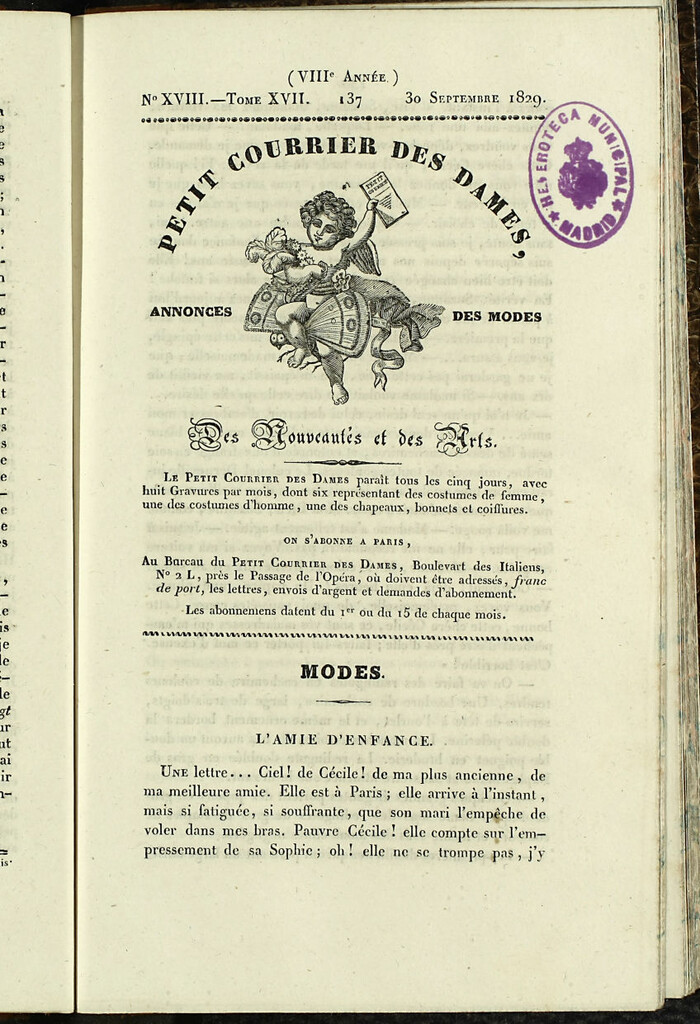 (VIIIᵉ Année.)
Nº XVIII.—Tome XVII. 137 30 Septembre 1829.
PETIT COURRIER DES DAMES,
HEMEROTECA MUNICIPAL
★ MADRID ★
PETIT
ANNONCES DES MODES
Des Nouveautés et des Arts.
Le Petit Courrier des Dames paraît tous les cinq jours, avec
huit Gravures par mois, dont six représentant des costumes de femme,
une des costumes d'homme, une des chapeaux, bonnets et coiffures.
ON S'ABONNE A PARIS,
Au Bureau du Petit Courrier des Dames, Boulevart des Italiens,
Nº 2 L, près le Passage de l'Opéra, où doivent être adressés, franc
de port, les lettres, envois d'argent et demandes d'abonnement.
Les abonnemens datent du 1ᵉʳ ou du 15 de chaque mois.
MODES.
L'AMIE D'ENFANCE.
Une lettre... Ciel! de Cécile! de ma plus ancienne, de
ma meilleure amie. Elle est à Paris; elle arrive à l'instant,
mais si fatiguée, si souffrante, que son mari l'empêche de
voler dans mes bras. Pauvre Cécile! elle compte sur l'em-
pressement de sa Sophie; oh! elle ne se trompe pas, j'y